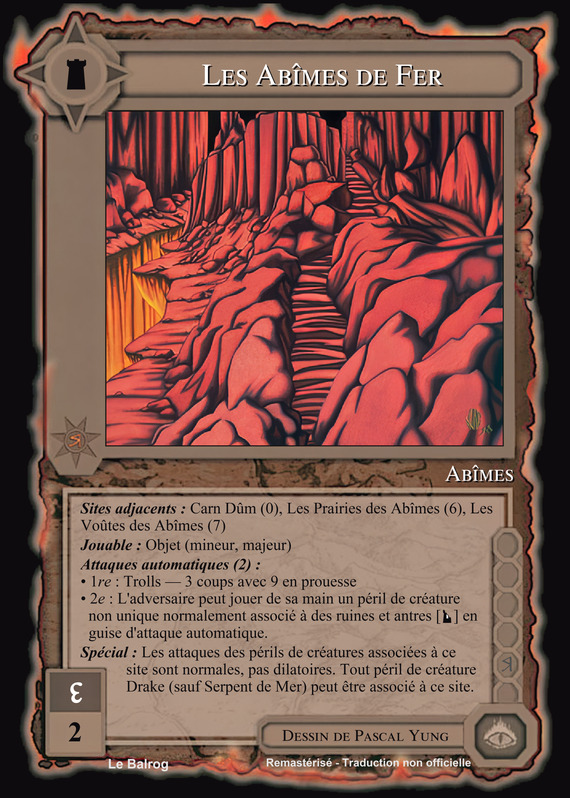 Les Abîmes de Fer
Abîmes
Sites adjacents : Carn Dûm (0), Les Prairies des Abîmes (6), Les
Voûtes des Abîmes (7)
Jouable : Objet (mineur, majeur)
Attaques automatiques (2) :
• 1re : Trolls — 3 coups avec 9 en prouesse
• 2e : L'adversaire peut jouer de sa main un péril de créature
non unique normalement associé à des ruines et antres [ ] en
guise d'attaque automatique.
Spécial : Les attaques des périls de créatures associées à ce
site sont normales, pas dilatoires. Tout péril de créature
Drake (sauf Serpent de Mer) peut être associé à ce site.
2
Dessin de Pascal Yung
Le Balrog
Remastérisé - Traduction non officielle